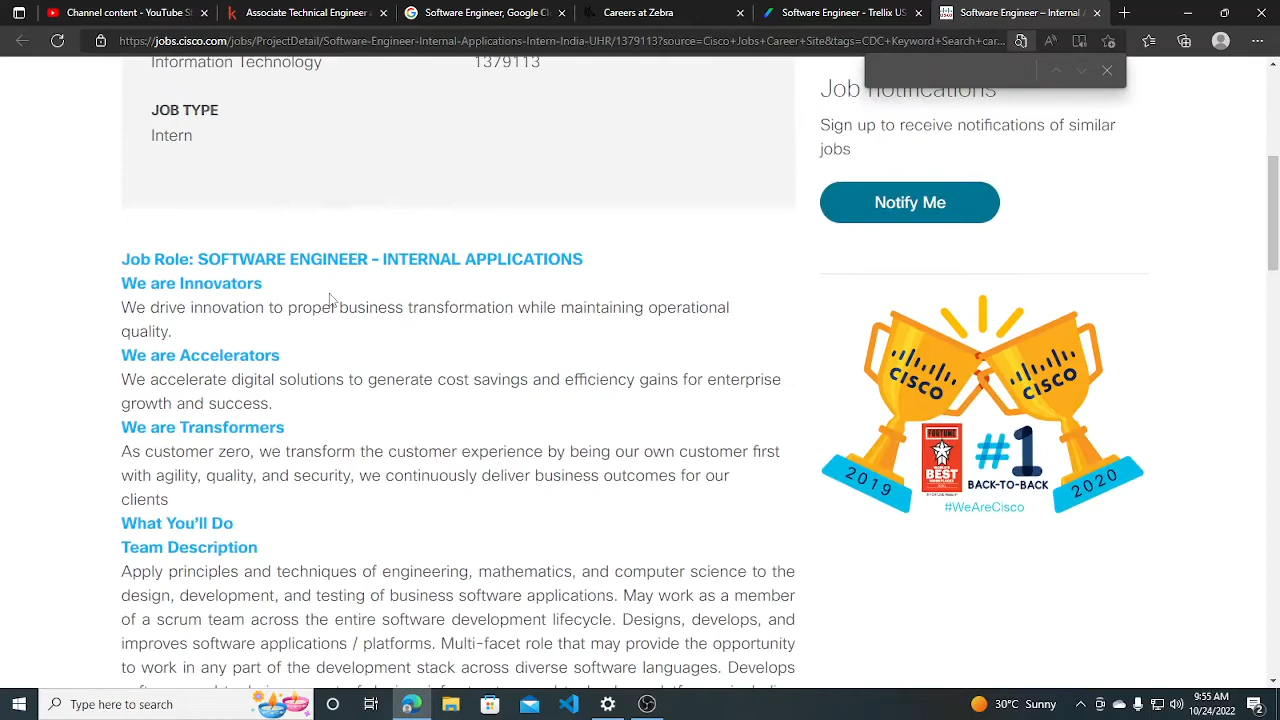 Channel content - YouTube St
Associate Technical Engineer -
Software Engineer, Google Cl
Careers at Zebra
Software Engineer - Trellix US
Software Engineer – Internal A
https://jobs.cisco.com/jobs/ProjectDetail/Software-Engineer-Internal-Applications-Intern-India-UHR/1379113?source=Cisco+Jobs+Career+Site&tags=CDC+Keyword+Search+car...
Information Technology
1379113
JOB TYPE
Intern
Job notifications
Sign up to receive notifications of similar
jobs
Notify Me
Job Role: SOFTWARE ENGINEER – INTERNAL APPLICATIONS
We are Innovators
We drive innovation to propel business transformation while maintaining operational
quality.
We are Accelerators
We accelerate digital solutions to generate cost savings and efficiency gains for enterprise
growth and success.
We are Transformers
As customer zero, we transform the customer experience by being our own customer first
with agility, quality, and security, we continuously deliver business outcomes for our
clients
What You'll Do
Team Description
Apply principles and techniques of engineering, mathematics, and computer science to the
design, development, and testing of business software applications. May work as a member
of a scrum team across the entire software development lifecycle. Designs, develops, and
improves software applications / platforms. Multi-facet role that may provide the opportunity
to work in any part of the development stack across diverse software languages. Develops
CISCO
CISCO
FORTUNE
WORLD'S
BEST
WORKPLACES
#1
BACK-TO-BACK
2019
2020
#WeAreCisco
Type here to search
30°C Sunny
ENG
9:55 AM
10/24/2022